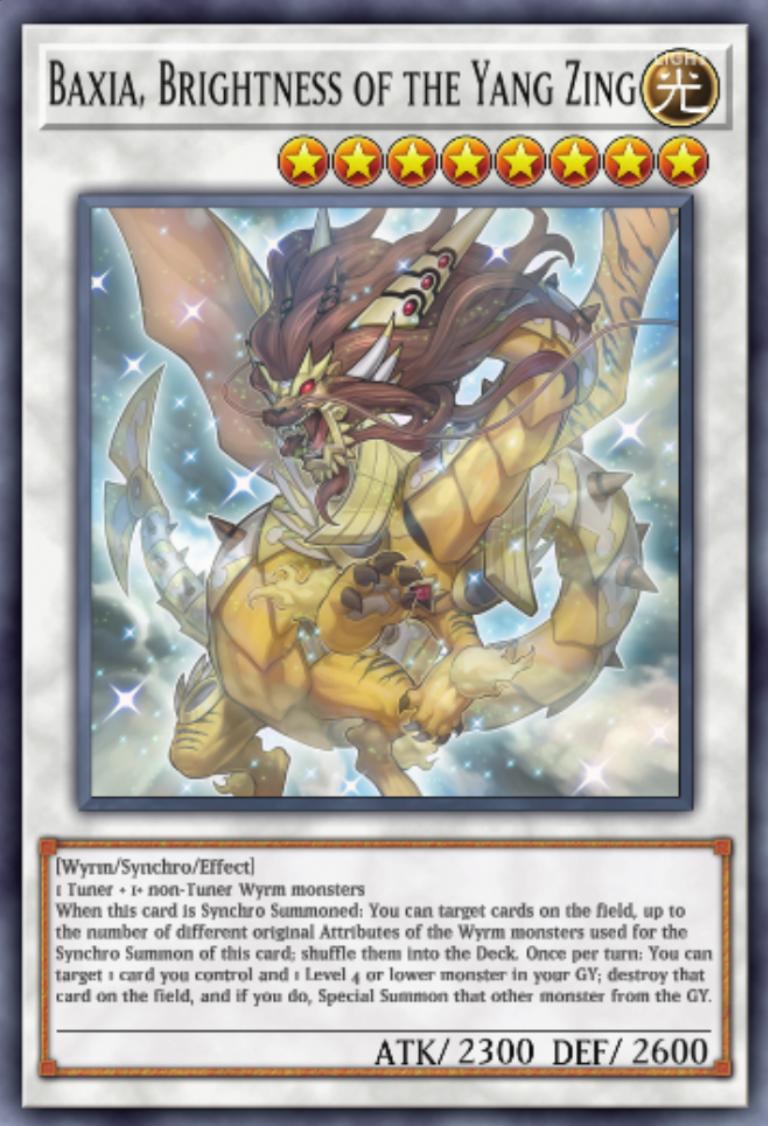 Baxia, Brightness of the Yang Zing
LIGHT
光
[Wyrm/Synchro/Effect]
1 Tuner + 1+ non-Tuner Wyrm monsters
When this card is Synchro Summoned: You can target cards on the field, up to
the number of different original Attributes of the Wyrm monsters used for the
Synchro Summon of this card; shuffle them into the Deck. Once per turn: You can
target 1 card you control and 1 Level 4 or lower monster in your GY; destroy that
card on the field, and if you do, Special Summon that other monster from the GY.
ATK/ 2300 DEF/ 2600